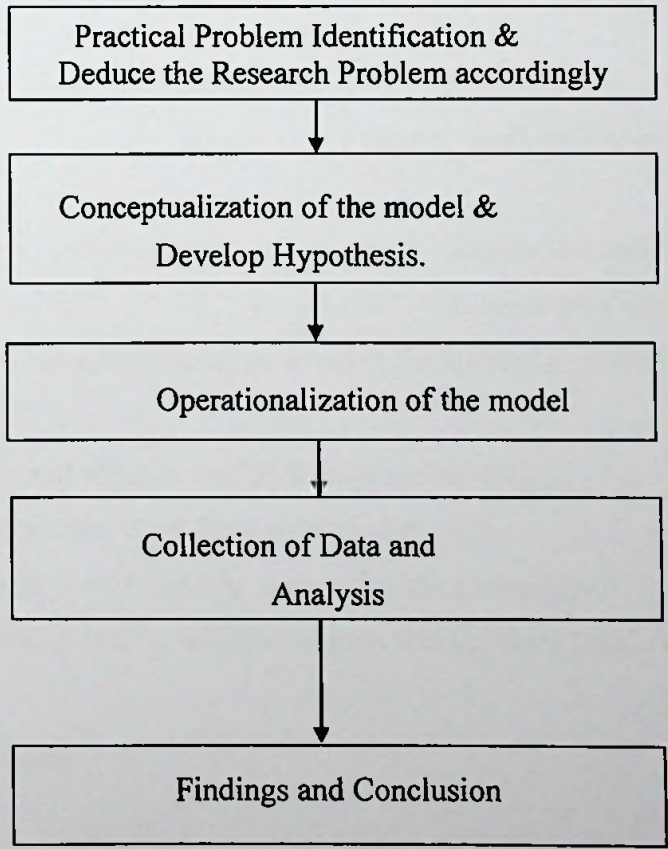 Practical Problem Identification &
Deduce the Research Problem accordingly
Conceptualization of the model &
Develop Hypothesis.
Operationalization of the model
Collection of Data and
Analysis
Findings and Conclusion